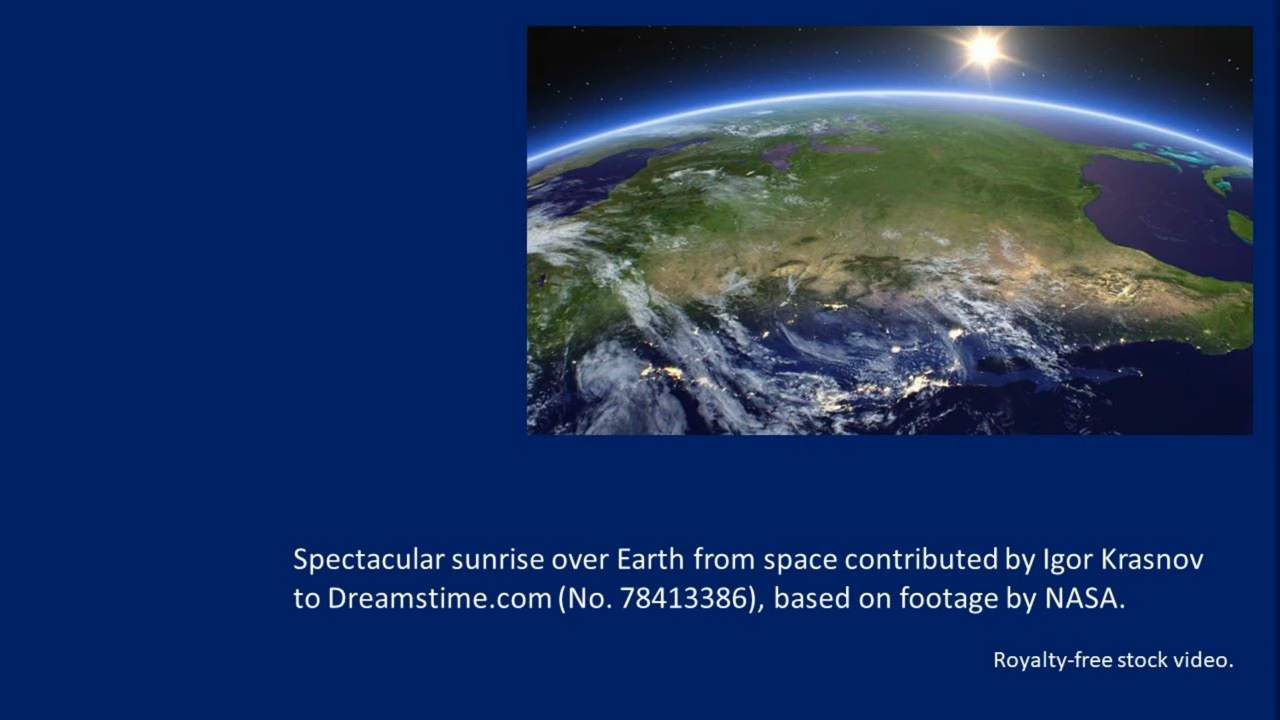 Spectacular sunrise over Earth from space contributed by Igor Krasnov
to Dreamstime.com (No. 78413386), based on footage by NASA.
Royalty-free stock video.